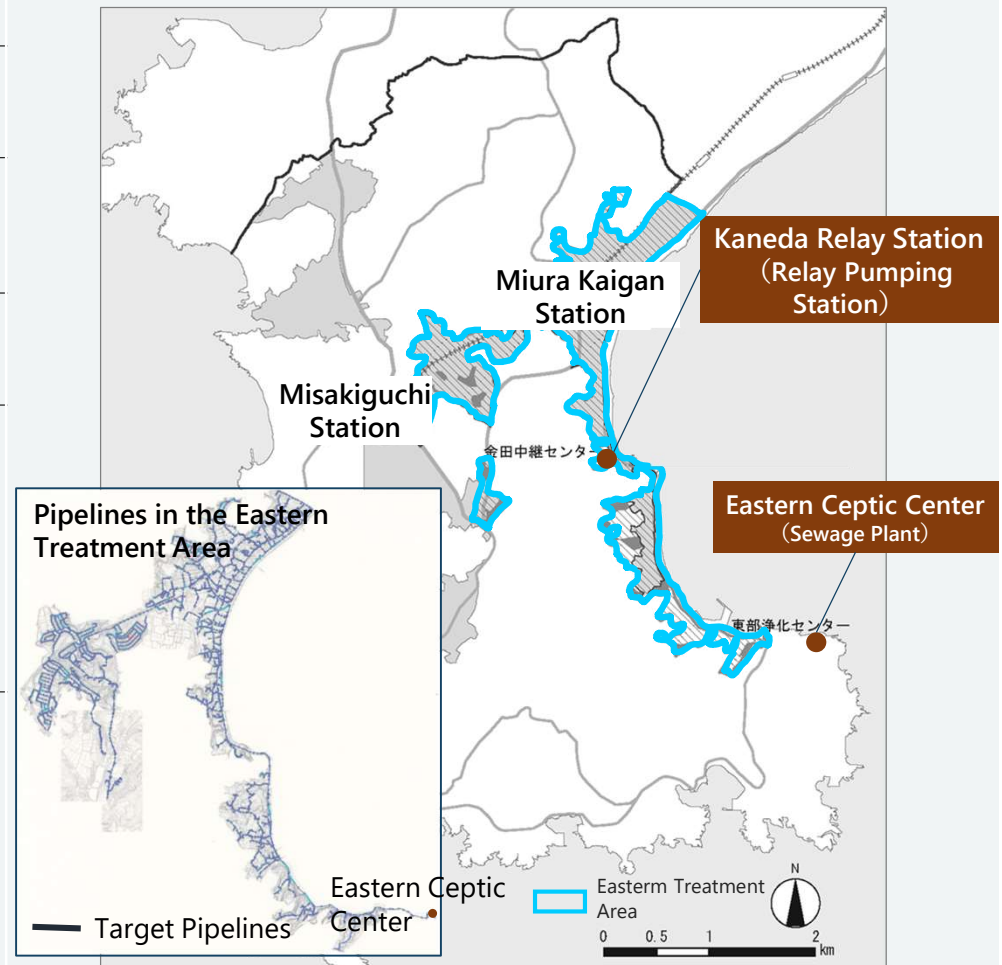 Kaneda Relay Station
（Relay Pumping
Station）
Miura Kaigan
Station
Misakiguchi
Station
金田中継センター
Eastern Ceptic Center
(Sewage Plant)
東部浄化センター
Pipelines in the Eastern
Treatment Area
Eastern Ceptic
Center
Target Pipelines
Easterm Treatment
Area
N
0 0.5 1 2
km